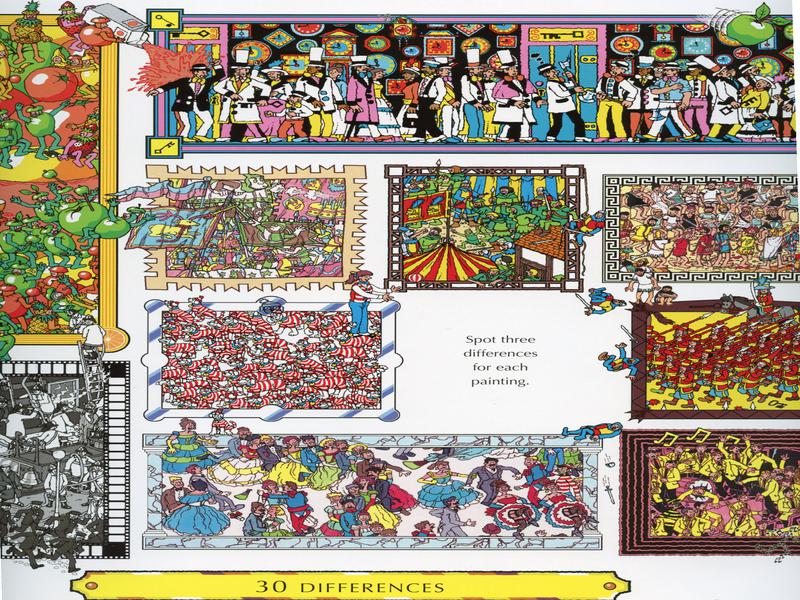 Spot three
differences
for each
painting.
30 DIFFERENCES